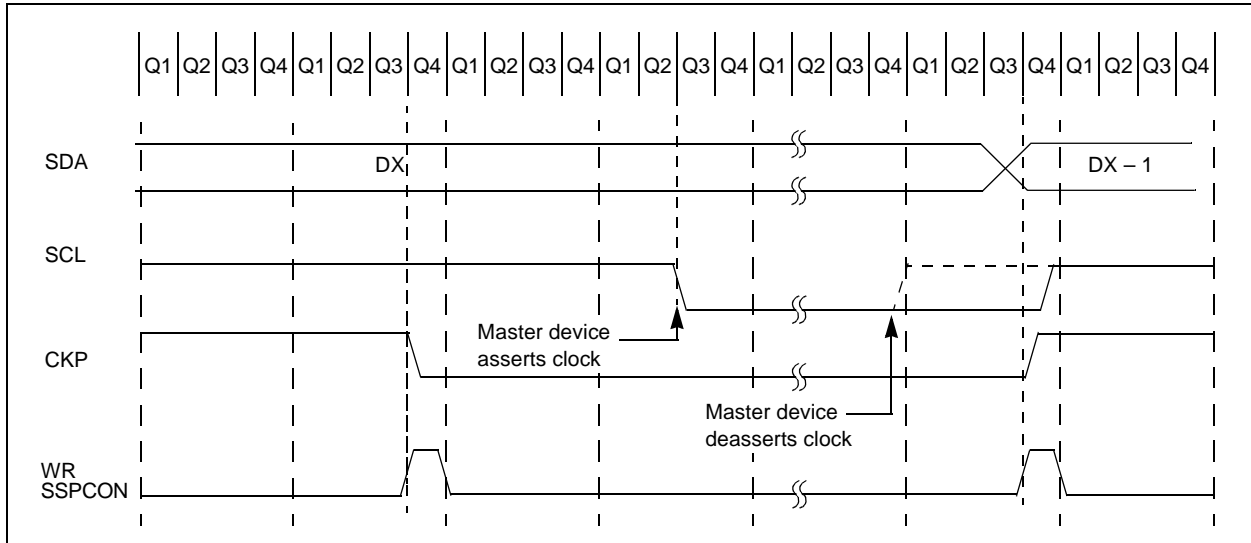 Q1 Q2 Q3 Q4 Q1 Q2 Q3 Q4 Q1 Q2 Q3 Q4 Q1 Q2 Q3 Q4 Q1 Q2 Q3 Q4 Q1 Q2 Q3 Q4 Q1 Q2 Q3 Q4
SDA
DX
DX – 1
SCL
Master device
asserts clock
CKP
Master device
deasserts clock
WR
SSPCON